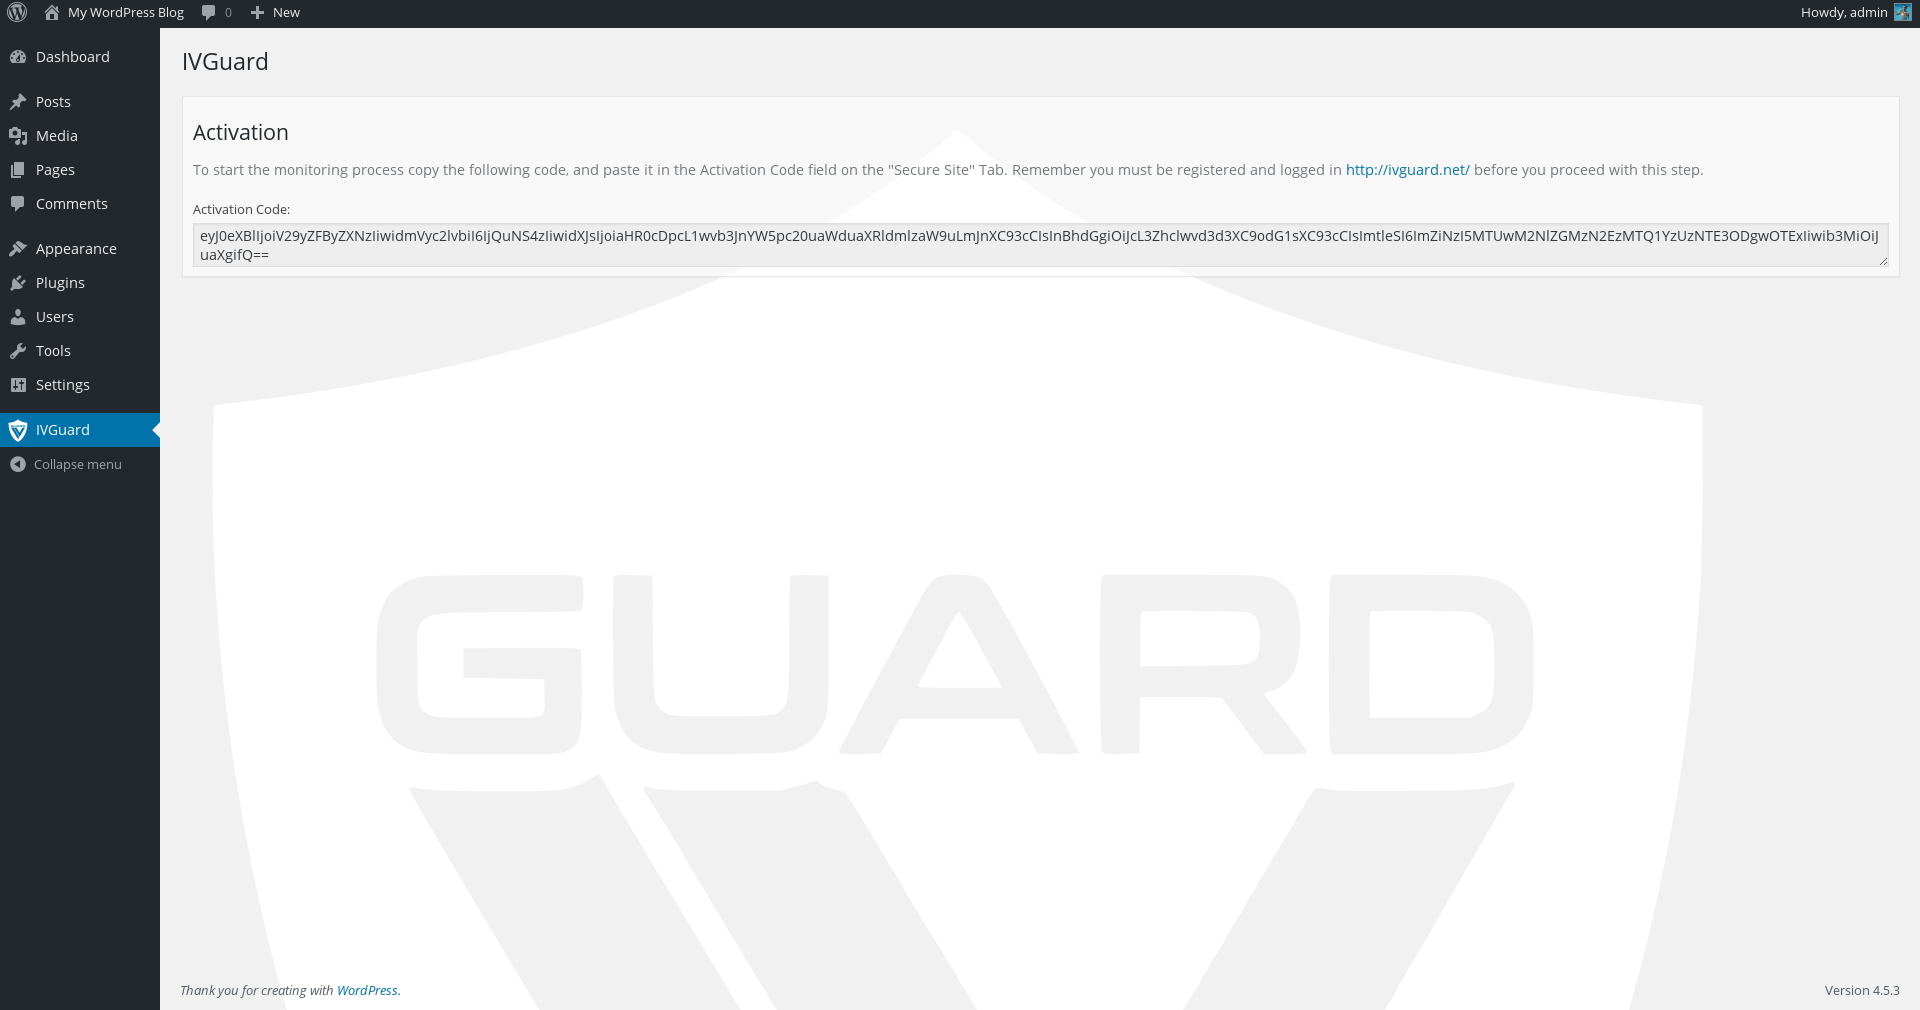 My WordPress Blog 0 New Howdy, admin
Dashboard
Posts
Media
Pages
Comments
Appearance
Plugins
Users
Tools
Settings
IVGuard
Collapse menu
IVGuard
Activation
To start the monitoring process copy the following code, and paste it in the Activation Code field on the "Secure Site" Tab. Remember you must be registered and logged in http://ivguard.net/ before you proceed with this step.
Activation Code:
eyJ0eXBlIjoiV29yZFByZXNzIiwidmVyc2lvbiI6IjQuNS4zIiwidXJsIjoiaHR0cDpcL1wvb3JnYW5pc20uaWduaXRldmlzaW9uLmJnXC93cCIsInBhdGgiOiJcL3Zhclwvd3d3XC9odG1sXC93cCIsImtleSI6ImZiNzI5MTUwM2NlZGMzN2EzMTQ1YzUzNTE3ODgwOTExIiwib3MiOiJ
uaXgifQ==
GUARD
Thank you for creating with WordPress.
Version 4.5.3